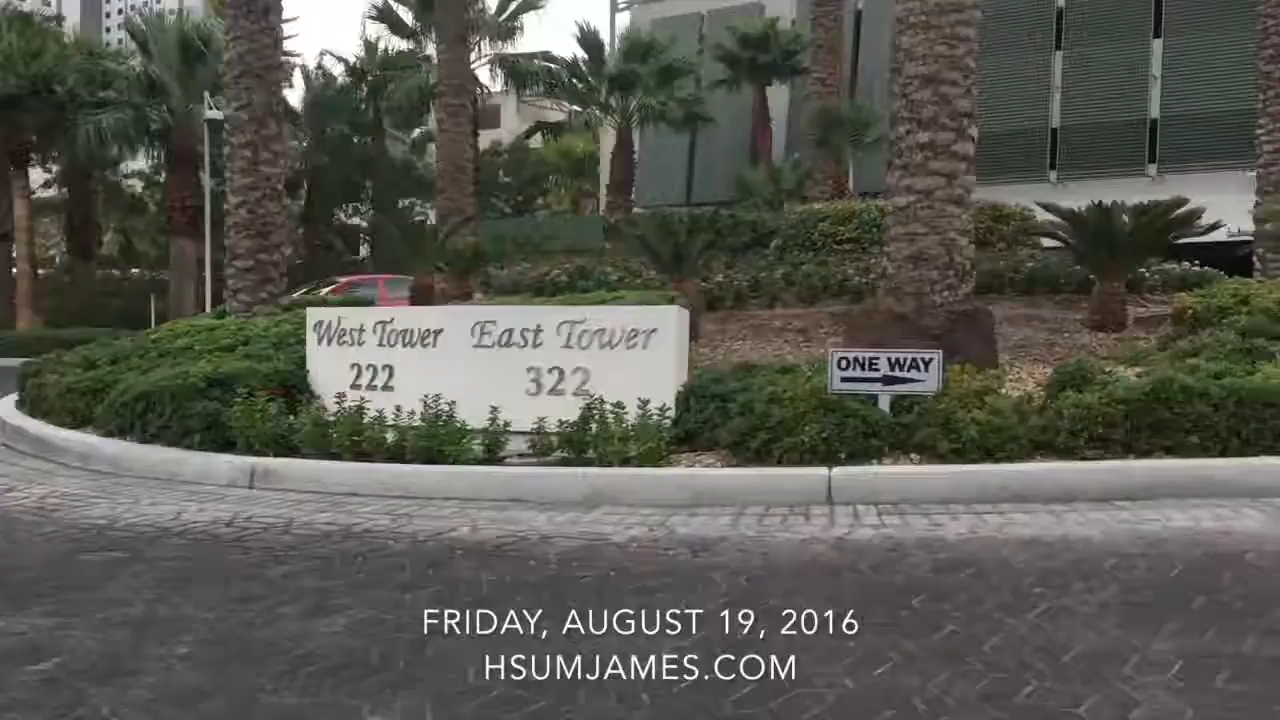 West Tower East Tower
222 322
ONE WAY
FRIDAY, AUGUST 19, 2016
HSUMJAMES.COM